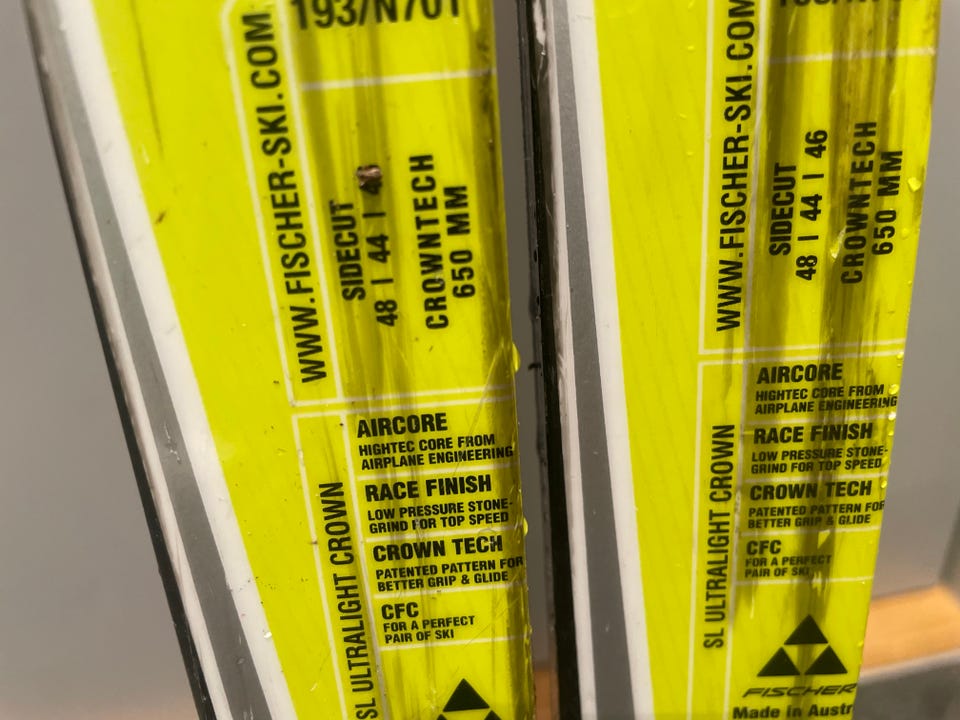 193/N701
WWW.FISCHER-SKI.COM
SIDECUT
48 | 44 |
CROWNTECH
650 MM
SL ULTRALIGHT CROWN
AIRCORE
HIGHTEC CORE FROM
AIRPLANE ENGINEERING
RACE FINISH
LOW PRESSURE STONE-
GRIND FOR TOP SPEED
CROWN TECH
PATENTED PATTERN FOR
BETTER GRIP & GLIDE
CFC
FOR A PERFECT
PAIR OF SKI
WWW.FISCHER-SKI.COM
SIDECUT
48 | 44 | 46
CROWNTECH
650 MM
SL ULTRALIGHT CROWN
AIRCORE
HIGHTEC CORE FROM
AIRPLANE ENGINEERING
RACE FINISH
LOW PRESSURE STONE-
GRIND FOR TOP SPEED
CROWN TECH
PATENTED PATTERN FOR
BETTER GRIP & GLIDE
CFC
FOR A PERFECT
PAIR OF SKI
FISCHER
Made in Austr